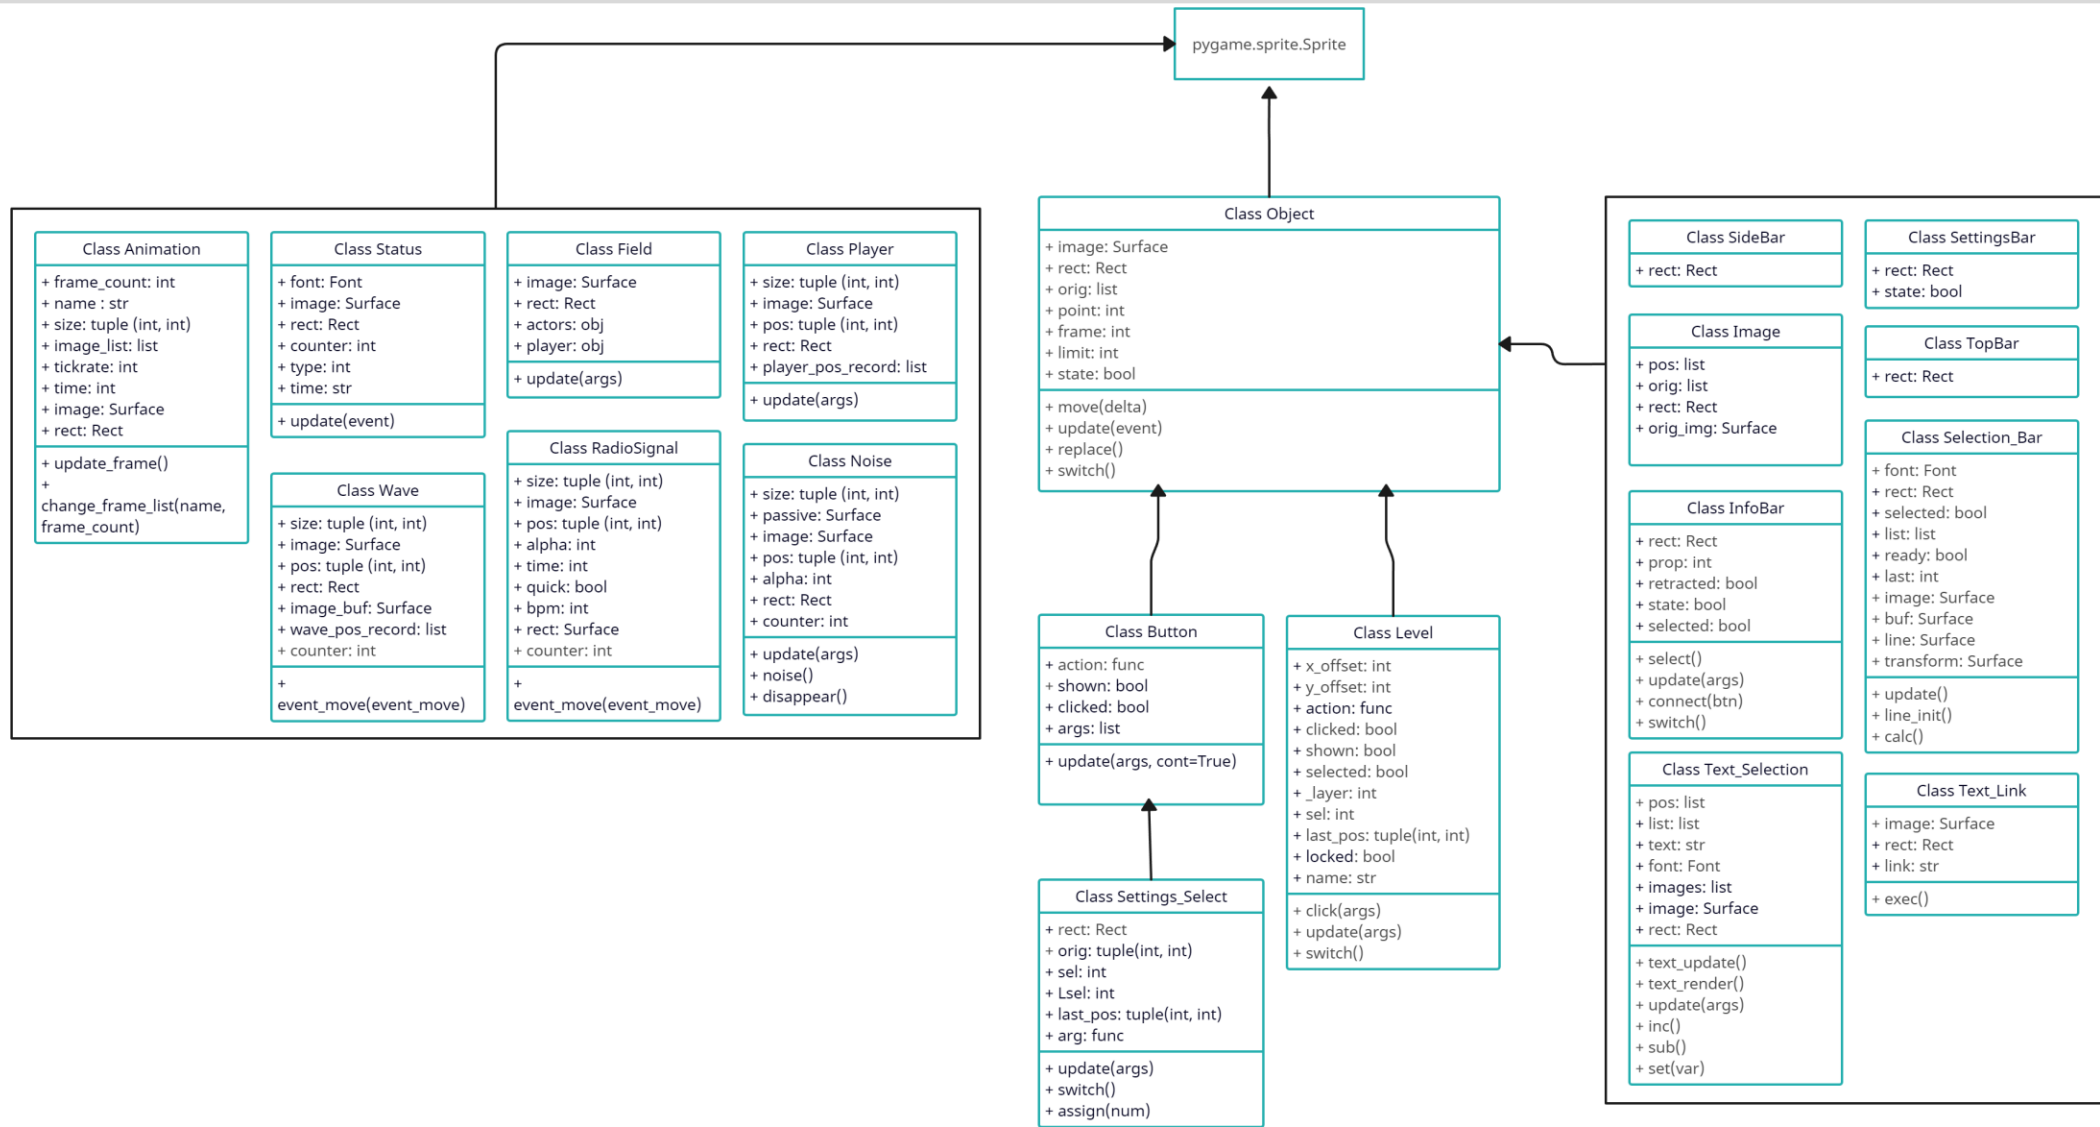 pygame.sprite.Sprite
Class Animation
+ frame_count: int
+ name : str
+ size: tuple (int, int)
+ image_list: list
+ tickrate: int
+ time: int
+ image: Surface
+ rect: Rect
+ update_frame()
+
change_frame_list(name,
frame_count)
Class Status
+ font: Font
+ image: Surface
+ rect: Rect
+ counter: int
+ type: int
+ time: str
+ update(event)
Class Wave
+ size: tuple (int, int)
+ image: Surface
+ pos: tuple (int, int)
+ rect: Rect
+ image_buf: Surface
+ wave_pos_record: list
+ counter: int
+
event_move(event_move)
Class Field
+ image: Surface
+ rect: Rect
+ actors: obj
+ player: obj
+ update(args)
Class RadioSignal
+ size: tuple (int, int)
+ image: Surface
+ pos: tuple (int, int)
+ alpha: int
+ time: int
+ quick: bool
+ bpm: int
+ rect: Surface
+ counter: int
+
event_move(event_move)
Class Player
+ size: tuple (int, int)
+ image: Surface
+ pos: tuple (int, int)
+ rect: Rect
+ player_pos_record: list
+ update(args)
Class Noise
+ size: tuple (int, int)
+ passive: Surface
+ image: Surface
+ pos: tuple (int, int)
+ alpha: int
+ rect: Rect
+ counter: int
+ update(args)
+ noise()
+ disappear()
Class Object
+ image: Surface
+ rect: Rect
+ orig: list
+ point: int
+ frame: int
+ limit: int
+ state: bool
+ move(delta)
+ update(event)
+ replace()
+ switch()
Class Button
+ action: func
+ shown: bool
+ clicked: bool
+ args: list
+ update(args, cont=True)
Class Settings_Select
+ rect: Rect
+ orig: tuple(int, int)
+ sel: int
+ Lsel: int
+ last_pos: tuple(int, int)
+ arg: func
+ update(args)
+ switch()
+ assign(num)
Class Level
+ x_offset: int
+ y_offset: int
+ action: func
+ clicked: bool
+ shown: bool
+ selected: bool
+ _layer: int
+ sel: int
+ last_pos: tuple(int, int)
+ locked: bool
+ name: str
+ click(args)
+ update(args)
+ switch()
Class SideBar
+ rect: Rect
Class Image
+ pos: list
+ orig: list
+ rect: Rect
+ orig_img: Surface
Class InfoBar
+ rect: Rect
+ prop: int
+ retracted: bool
+ state: bool
+ selected: bool
+ select()
+ update(args)
+ connect(btn)
+ switch()
Class Text_Selection
+ pos: list
+ list: list
+ text: str
+ font: Font
+ images: list
+ image: Surface
+ rect: Rect
+ text_update()
+ text_render()
+ update(args)
+ inc()
+ sub()
+ set(var)
Class SettingsBar
+ rect: Rect
+ state: bool
Class TopBar
+ rect: Rect
Class Selection_Bar
+ font: Font
+ rect: Rect
+ selected: bool
+ list: list
+ ready: bool
+ last: int
+ image: Surface
+ buf: Surface
+ line: Surface
+ transform: Surface
+ update()
+ line_init()
+ calc()
Class Text_Link
+ image: Surface
+ rect: Rect
+ link: str
+ exec()